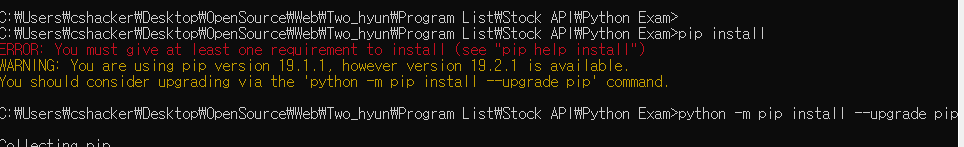 C:₩Users₩cshacker₩Desktop₩OpenSource₩Web₩Two_hyun₩Program List₩Stock API₩Python Exam>
C:₩Users₩cshacker₩Desktop₩OpenSource₩Web₩Two_hyun₩Program List₩Stock API₩Python Exam>pip install
ERROR: You must give at least one requirement to install (see "pip help install")
WARNING: You are using pip version 19.1.1, however version 19.2.1 is available.
You should consider upgrading via the 'python -m pip install --upgrade pip' command.
C:₩Users₩cshacker₩Desktop₩OpenSource₩Web₩Two_hyun₩Program List₩Stock API₩Python Exam>python -m pip install --upgrade pip
Collecting pip